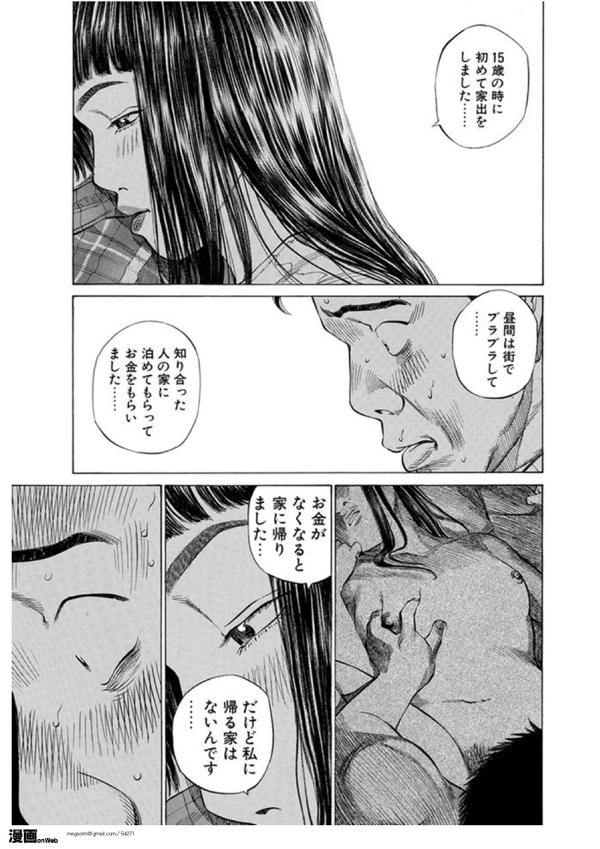 15歳の時に
初めて家出を
しました……
昼間は街で
ブラブラして
……
知り合った
人の家に
泊めてもらって
お金をもらい
ました……
お金が
なくなると
家に帰り
ました…
だけど私に
帰る家は
ないんです
……
漫画onWeb
megaorin@gmail.com/54271